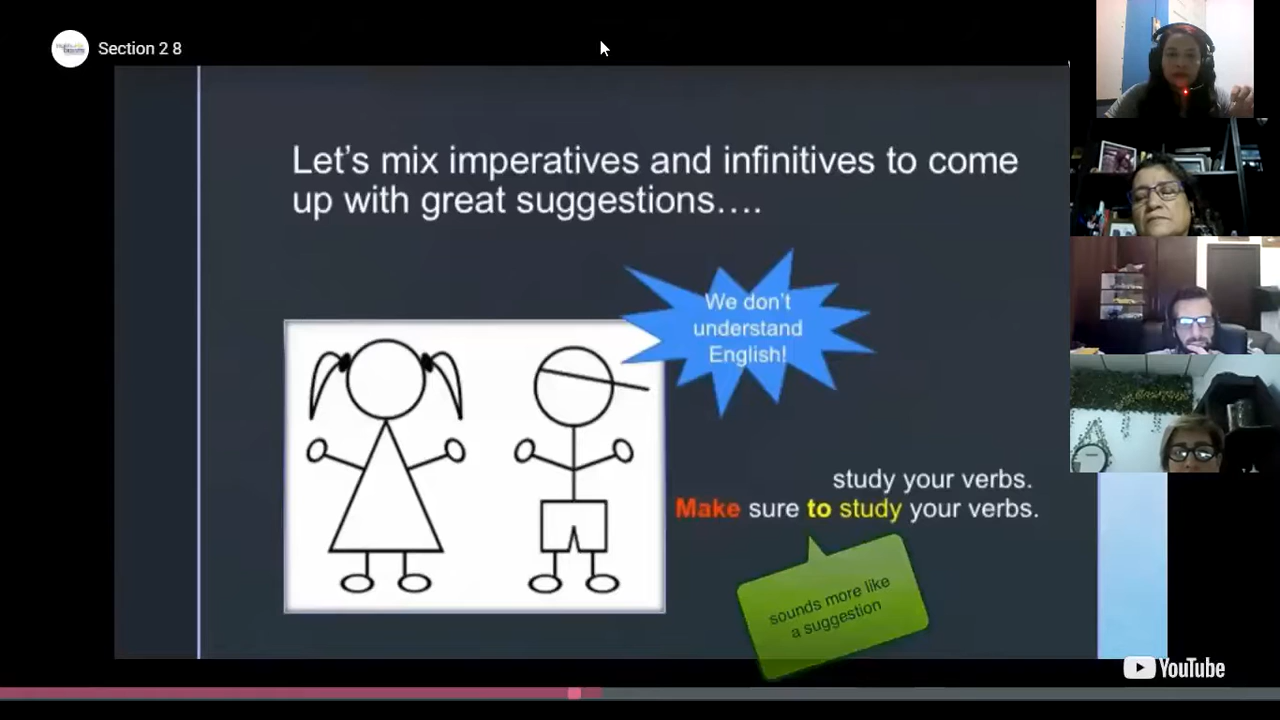 Section 2 8
Let's mix imperatives and infinitives to come
up with great suggestions....
We don't
understand
English!
study your verbs.
Make sure to study your verbs.
sounds more like
a suggestion
YouTube